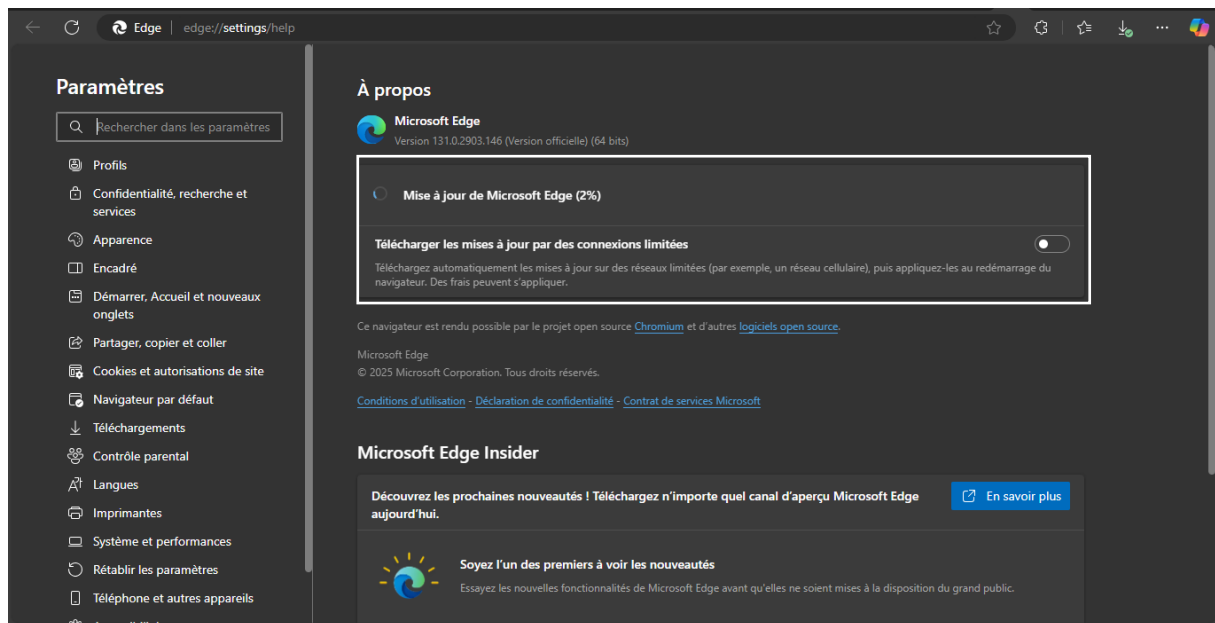 Edge
edge://settings/help
Paramètres
Rechercher dans les paramètres
Profils
Confidentialité, recherche et
services
Apparence
Encadré
Démarrer, Accueil et nouveaux
onglets
Partager, copier et coller
Cookies et autorisations de site
Navigateur par défaut
Téléchargements
Contrôle parental
Langues
Imprimantes
Système et performances
Rétablir les paramètres
Téléphone et autres appareils
À propos
Microsoft Edge
Version 131.0.2903.146 (Version officielle) (64 bits)
Mise à jour de Microsoft Edge (2%)
Télécharger les mises à jour par des connexions limitées
Téléchargez automatiquement les mises à jour sur des réseaux limitées (par exemple, un réseau cellulaire), puis appliquez-les au redémarrage du
navigateur. Des frais peuvent s'appliquer.
Ce navigateur est rendu possible par le projet open source Chromium et d'autres logiciels open source.
Microsoft Edge
© 2025 Microsoft Corporation. Tous droits réservés.
Conditions d'utilisation - Déclaration de confidentialité - Contrat de services Microsoft
Microsoft Edge Insider
Découvrez les prochaines nouveautés ! Téléchargez n'importe quel canal d'aperçu Microsoft Edge
aujourd'hui.
En savoir plus
Soyez l'un des premiers à voir les nouveautés
Essayez les nouvelles fonctionnalités de Microsoft Edge avant qu'elles ne soient mises à la disposition du grand public.